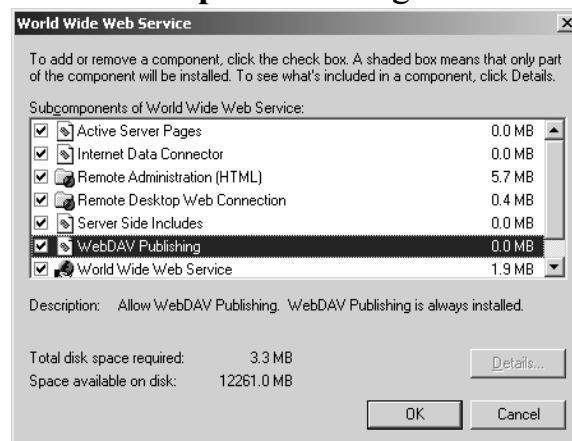 World Wide Web Service
To add or remove a component, click the check box. A shaded box means that only part
of the component will be installed. To see what's included in a component, click Details.
Subcomponents of World Wide Web Service:
Active Server Pages 0.0 MB
Internet Data Connector 0.0 MB
Remote Administration (HTML) 5.7 MB
Remote Desktop Web Connection 0.4 MB
Server Side Includes 0.0 MB
WebDAV Publishing 0.0 MB
World Wide Web Service 1.9 MB
Description: Allow WebDAV Publishing. WebDAV Publishing is always installed.
Total disk space required: 3.3 MB
Details...
Space available on disk: 12261.0 MB
OK Cancel